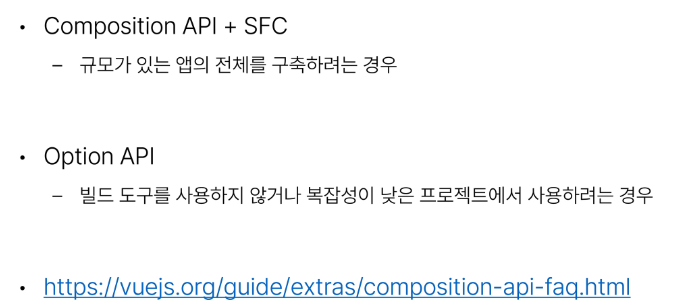 • Composition API + SFC
– 규모가 있는 앱의 전체를 구축하려는 경우
• Option API
– 빌드 도구를 사용하지 않거나 복잡성이 낮은 프로젝트에서 사용하려는 경우
• https://vuejs.org/guide/extras/composition-api-faq.html